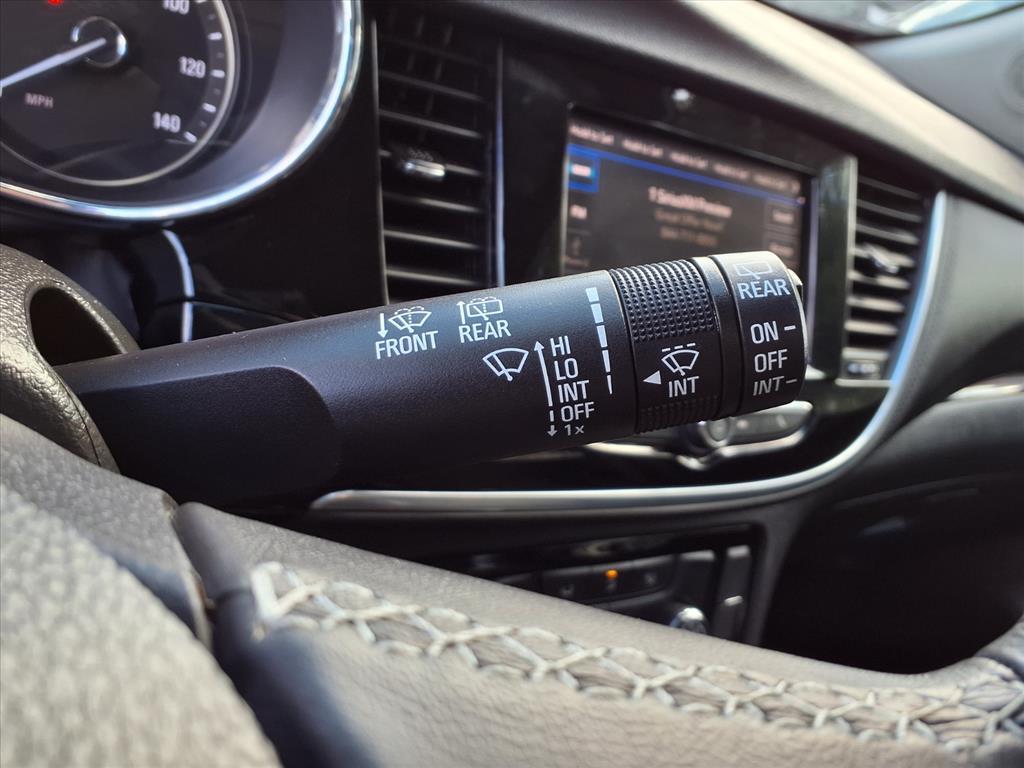 100
120
140
MPH
FRONT
REAR
HI
LO
INT
OFF
1x
INT
REAR
ON
OFF
INT